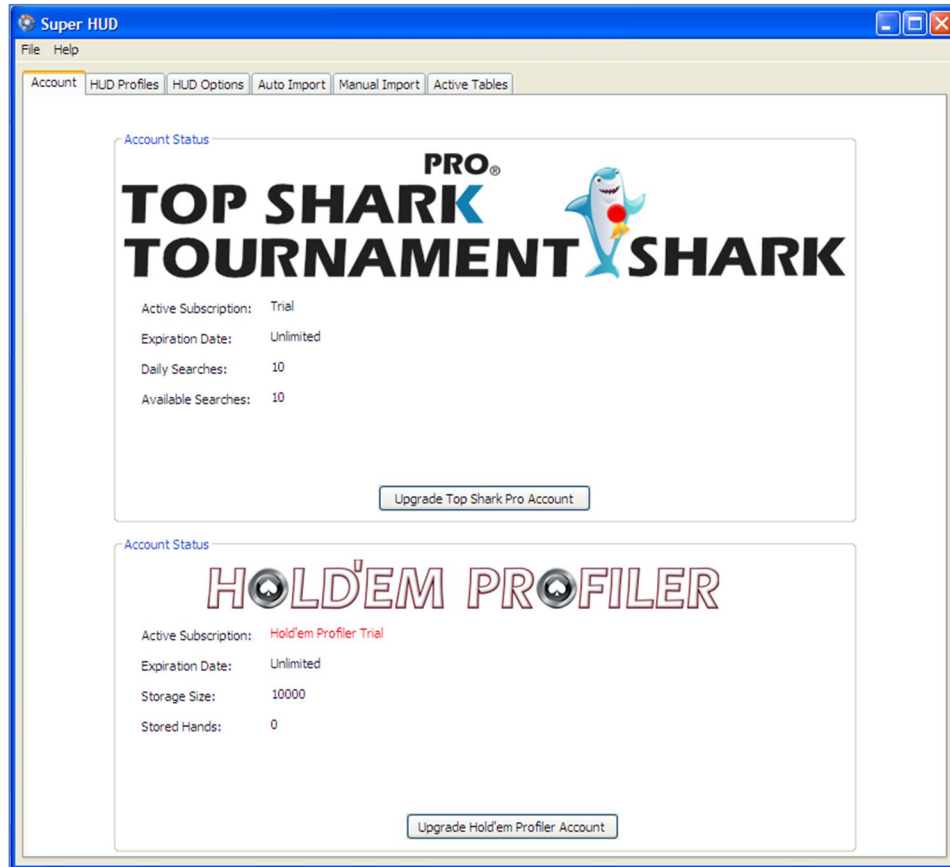 Super HUD
File Help
Account HUD Profiles HUD Options Auto Import Manual Import Active Tables
Account Status
PRO®
TOP SHARK
TOURNAMENT SHARK
Active Subscription: Trial
Expiration Date: Unlimited
Daily Searches: 10
Available Searches: 10
Upgrade Top Shark Pro Account
Account Status
HOLD'EM PROFILER
Active Subscription: Hold'em Profiler Trial
Expiration Date: Unlimited
Storage Size: 10000
Stored Hands: 0
Upgrade Hold'em Profiler Account